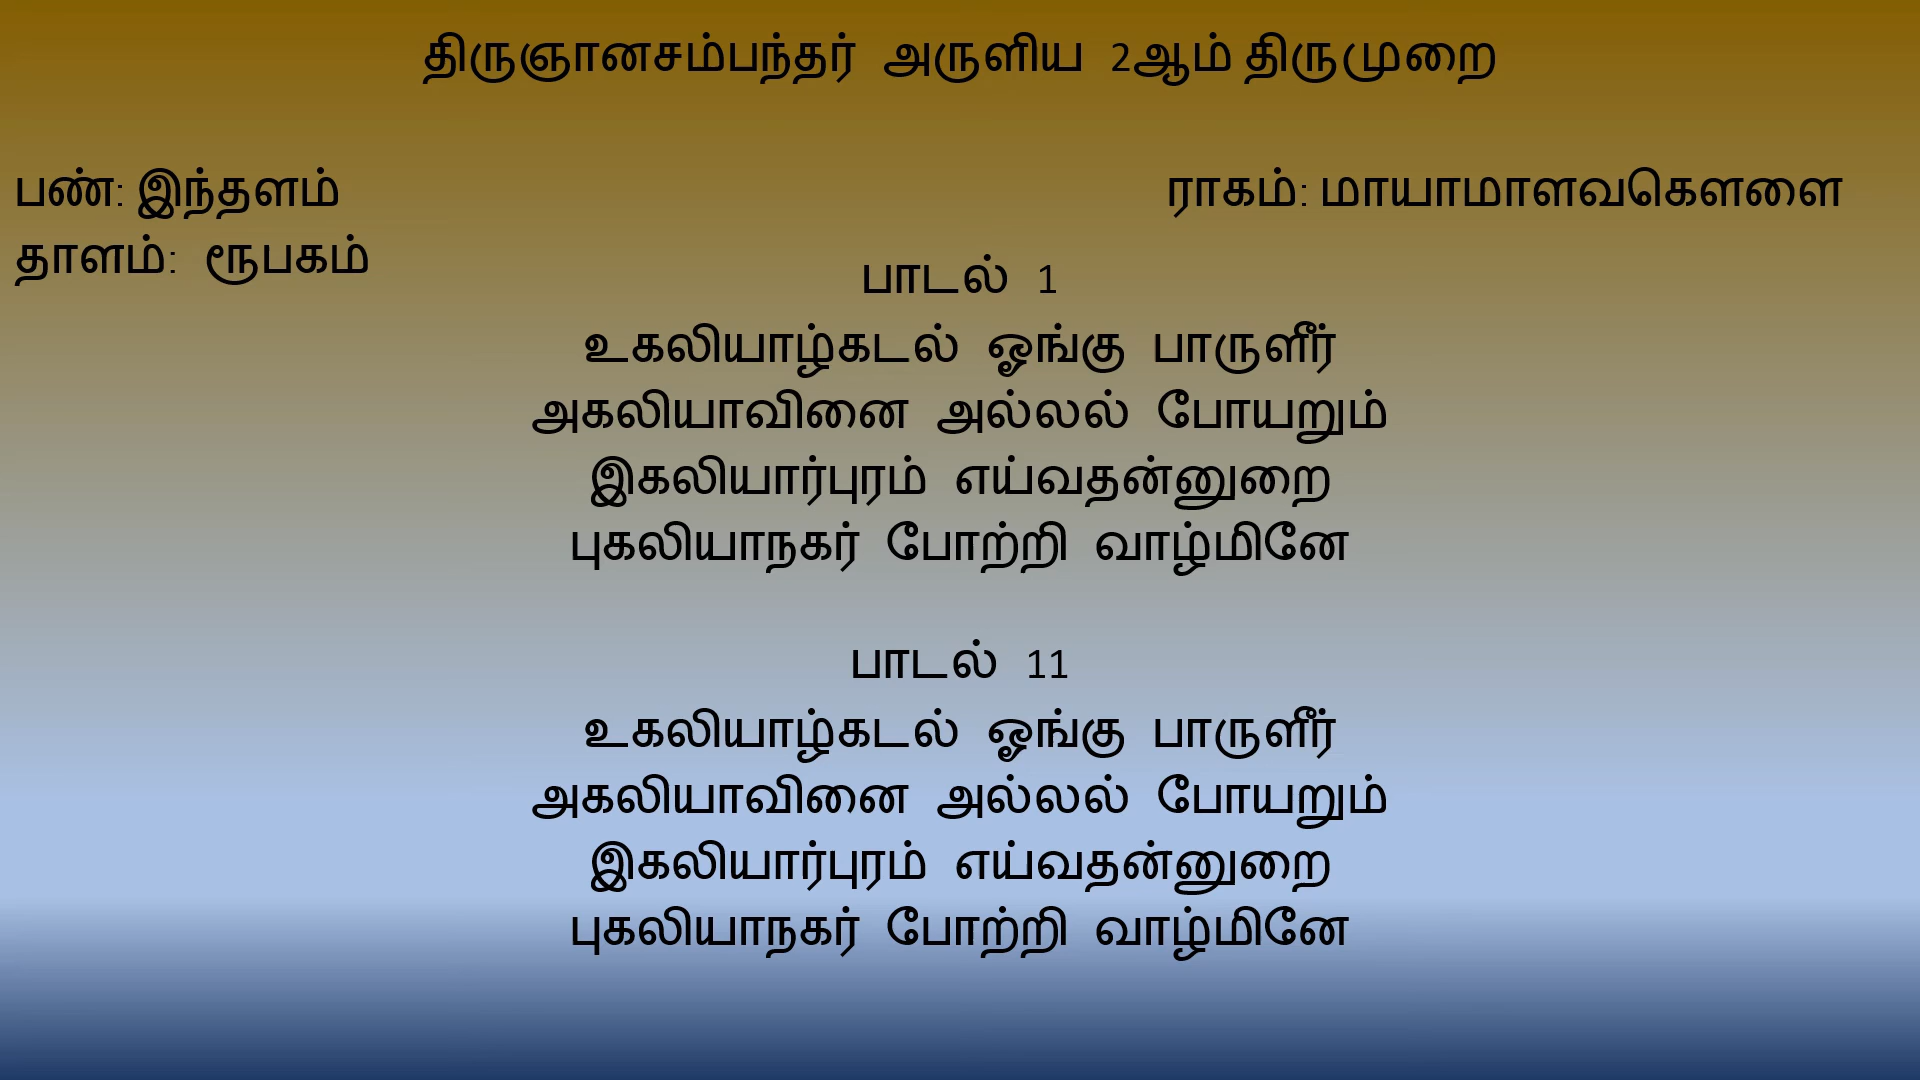 திருஞானசம்பந்தர் அருளிய 2ஆம் திருமுறை
பண்: இந்தளம்
ராகம்: மாயாமாளவகௌளை
தாளம்: ரூபகம்
பாடல் 1
உகலியாழ்கடல் ஓங்கு பாருளீர்
அகலியாவினை அல்லல் போயறும்
இகலியார்புரம் எய்வதன்னுறை
புகலியாநகர் போற்றி வாழ்மினே
பாடல் 11
உகலியாழ்கடல் ஓங்கு பாருளீர்
அகலியாவினை அல்லல் போயறும்
இகலியார்புரம் எய்வதன்னுறை
புகலியாநகர் போற்றி வாழ்மினே